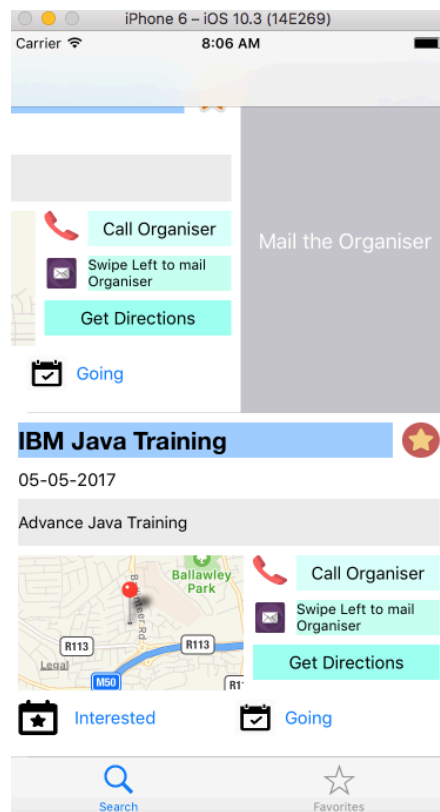 iPhone 6 – iOS 10.3 (14E269)
Carrier 8:06 AM
Call Organiser
Swipe Left to mail
Organiser
Get Directions
Going
Mail the Organiser
IBM Java Training
05-05-2017
Advance Java Training
Ballawley
Park
R113
R113
Legal
M50
Call Organiser
Swipe Left to mail
Organiser
Get Directions
Interested
Going
Search
Favorites